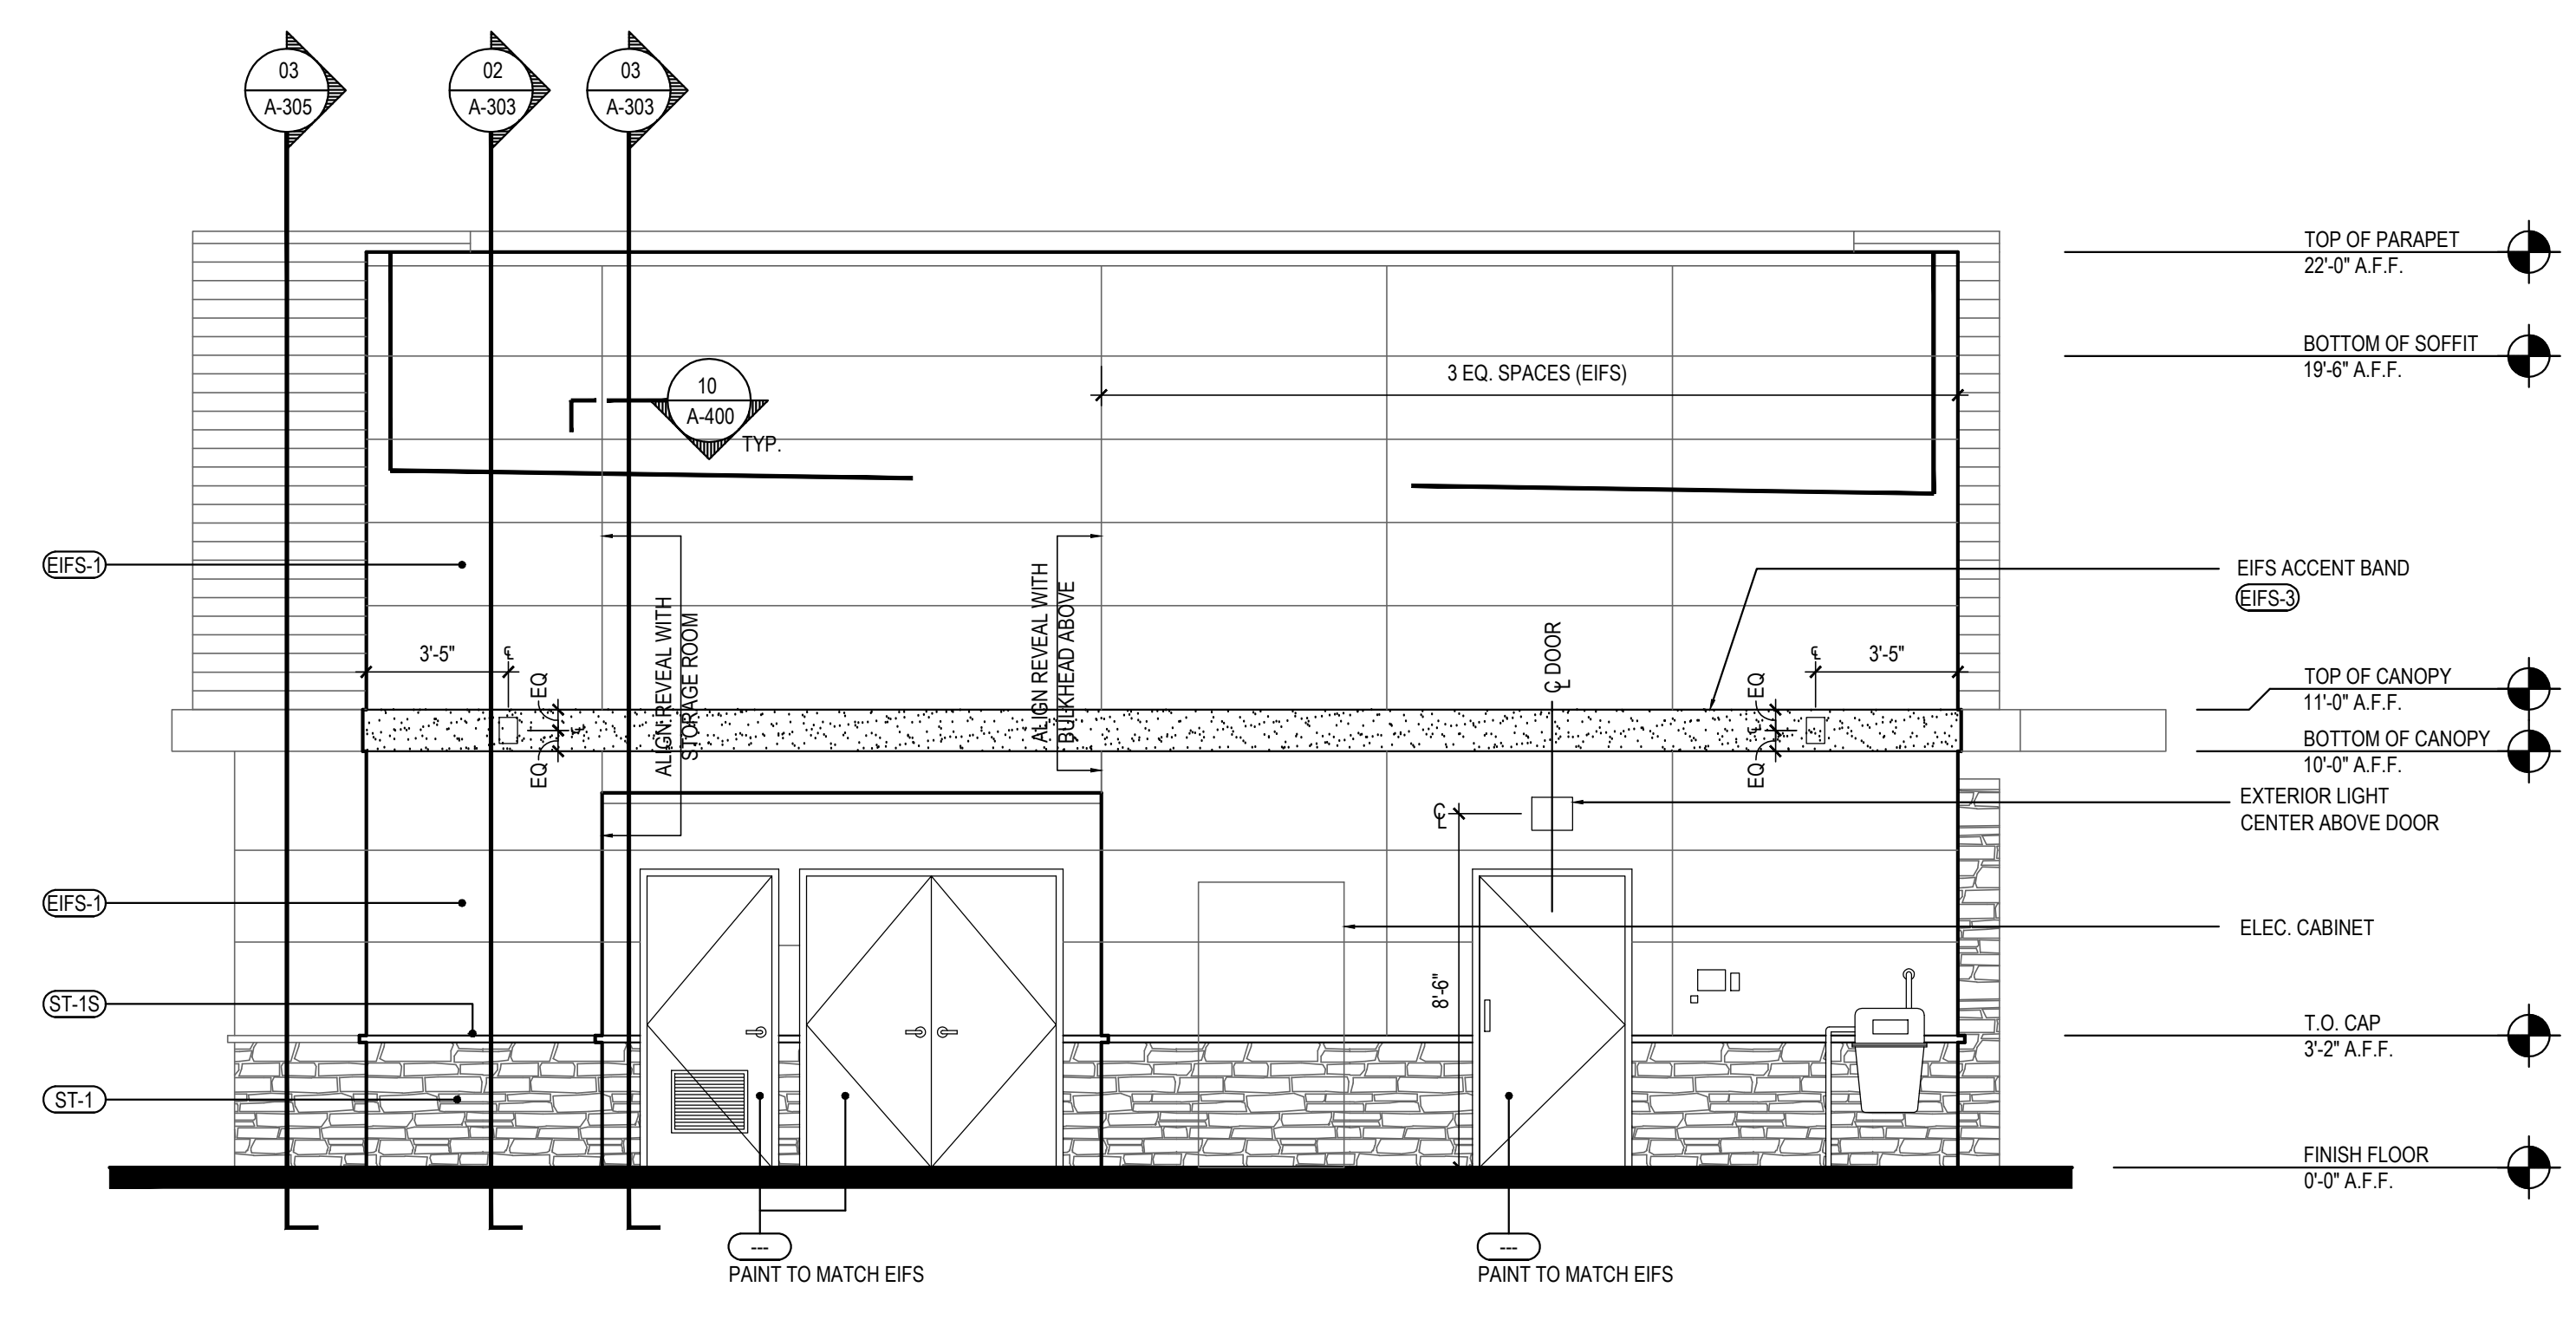 03
A-305
02
A-303
03
A-303
TOP OF PARAPET
22'-0" A.F.F.
BOTTOM OF SOFFIT
19'-6" A.F.F.
3 EQ. SPACES (EIFS)
10
A-400
TYP.
EIFS-1
ALIGN REVEAL WITH
STORAGE ROOM
ALIGN REVEAL WITH
BULKHEAD ABOVE
EIFS ACCENT BAND
EIFS-3
3'-5"
℄
EQ
℄
EQ
℄ DOOR
℄
3'-5"
EQ
℄
EQ
TOP OF CANOPY
11'-0" A.F.F.
BOTTOM OF CANOPY
10'-0" A.F.F.
EXTERIOR LIGHT
CENTER ABOVE DOOR
℄
8'-6"
EIFS-1
ELEC. CABINET
ST-1S
T.O. CAP
3'-2" A.F.F.
ST-1
FINISH FLOOR
0'-0" A.F.F.
---
PAINT TO MATCH EIFS
---
PAINT TO MATCH EIFS